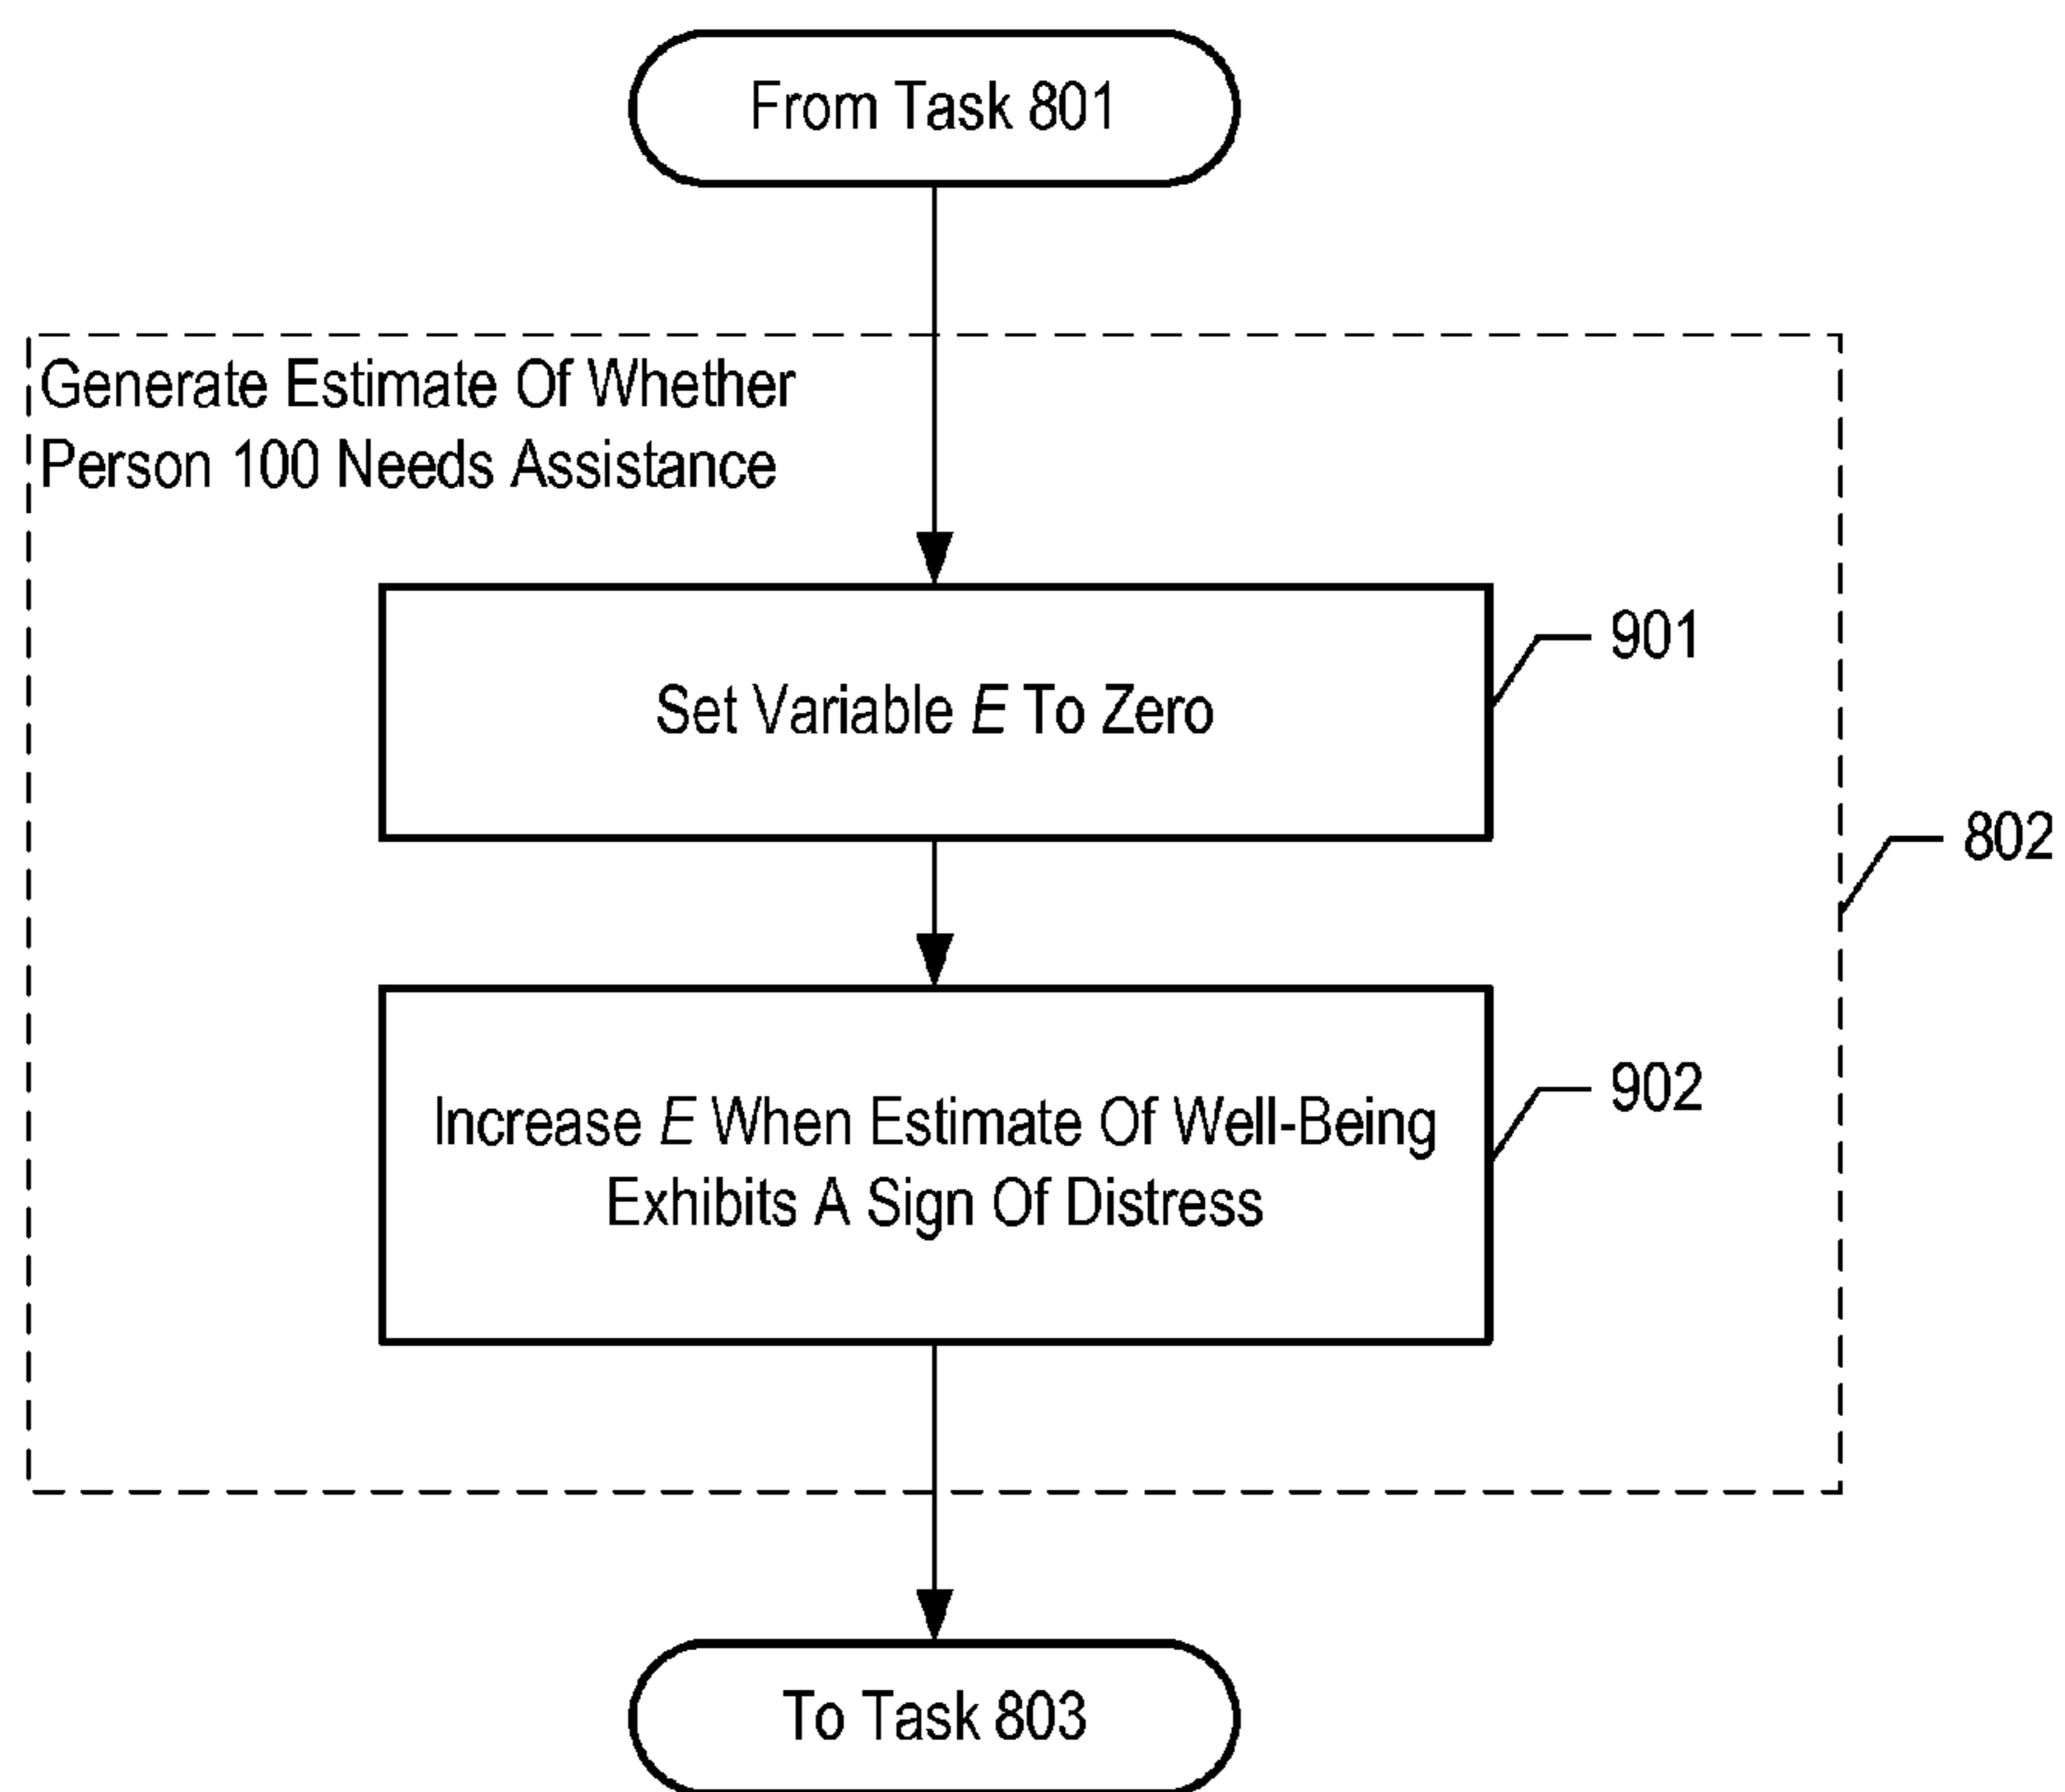 From Task 801
Generate Estimate Of Whether
Person 100 Needs Assistance
901
Set Variable E To Zero
802
902
Increase E When Estimate Of Well-Being
Exhibits A Sign Of Distress
To Task 803